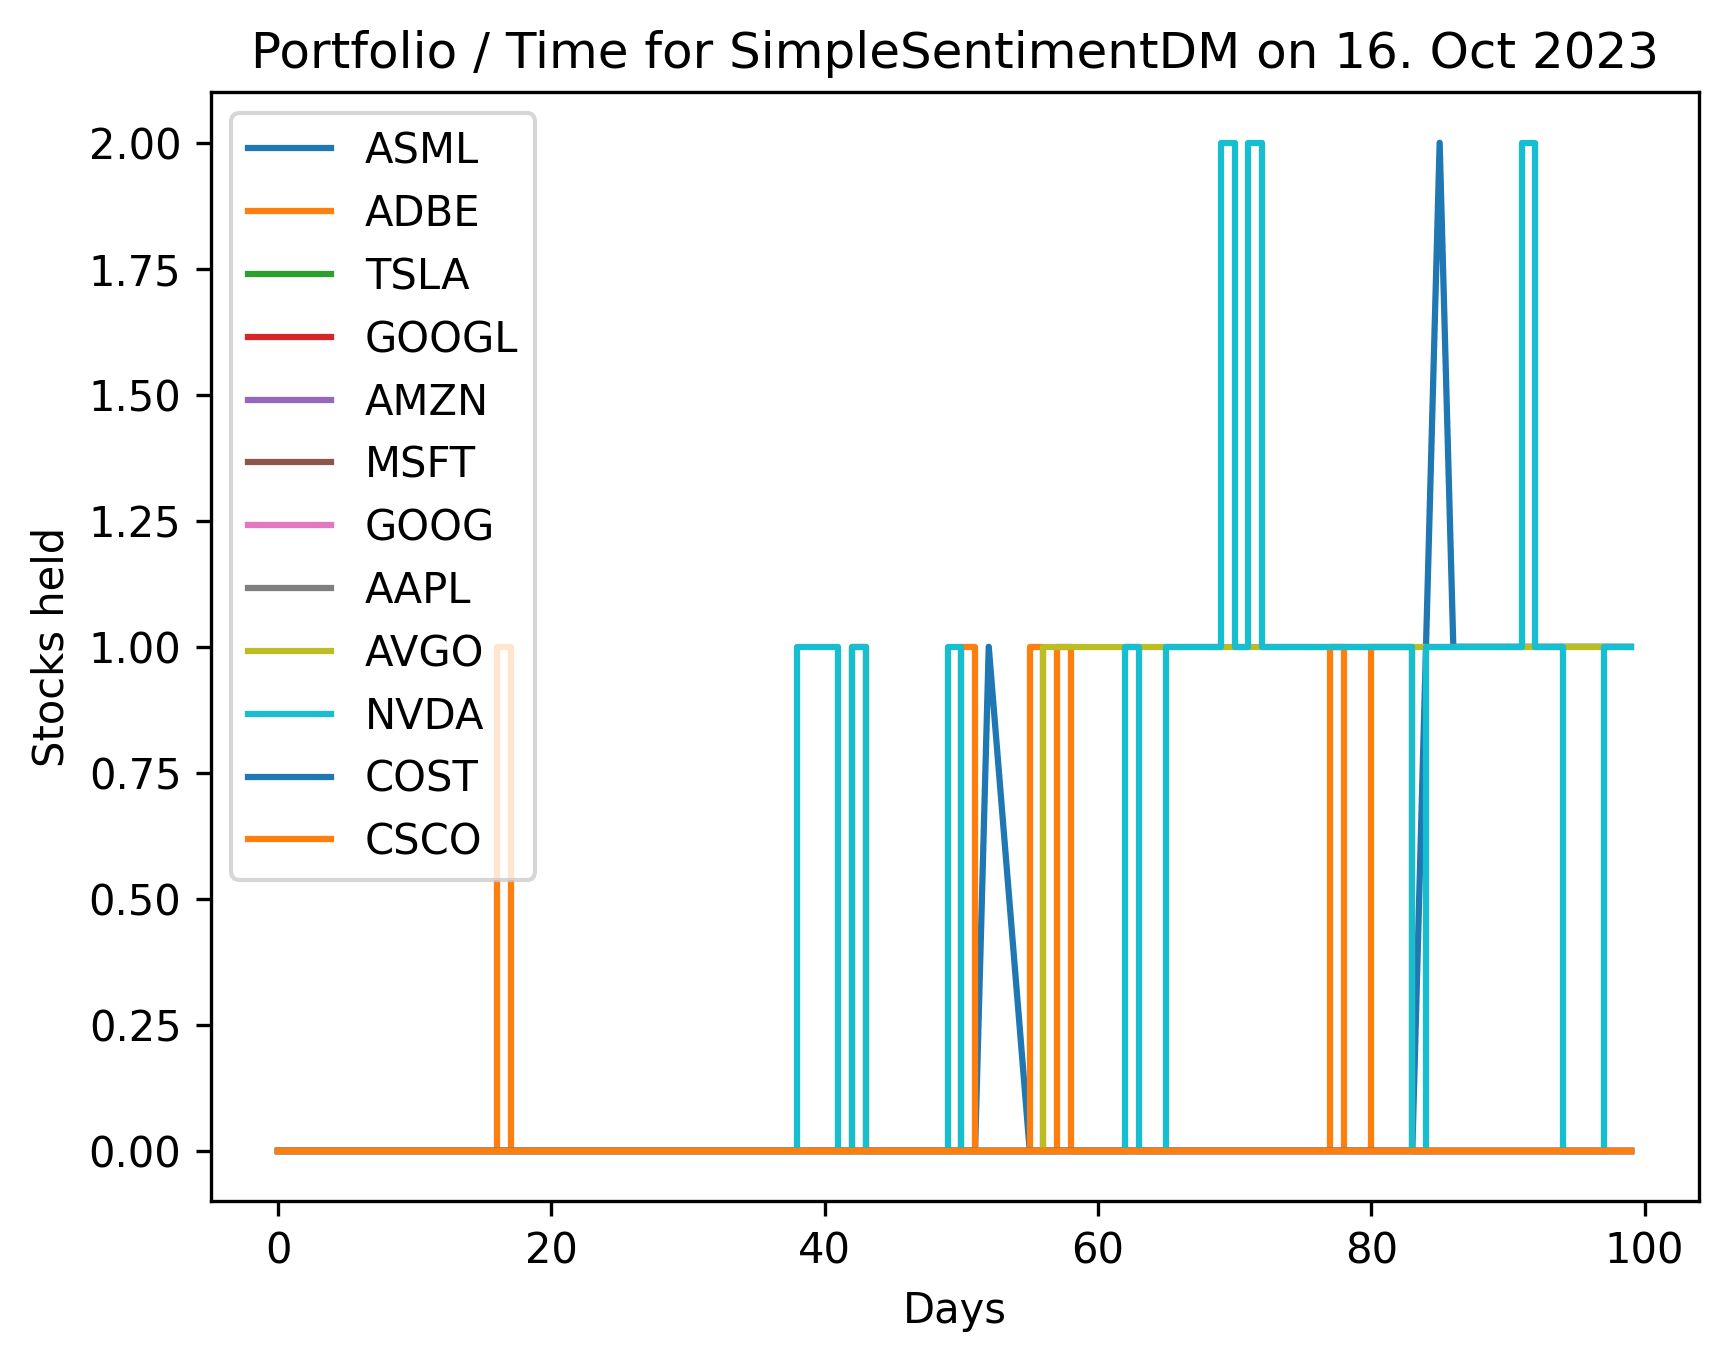 Portfolio / Time for SimpleSentimentDM on 16. Oct 2023
ASML
ADBE
TSLA
GOOGL
AMZN
MSFT
GOOG
AAPL
AVGO
NVDA
COST
CSCO
Stocks held
2.00
1.75
1.50
1.25
1.00
0.75
0.50
0.25
0.00
0
20
40
60
80
100
Days